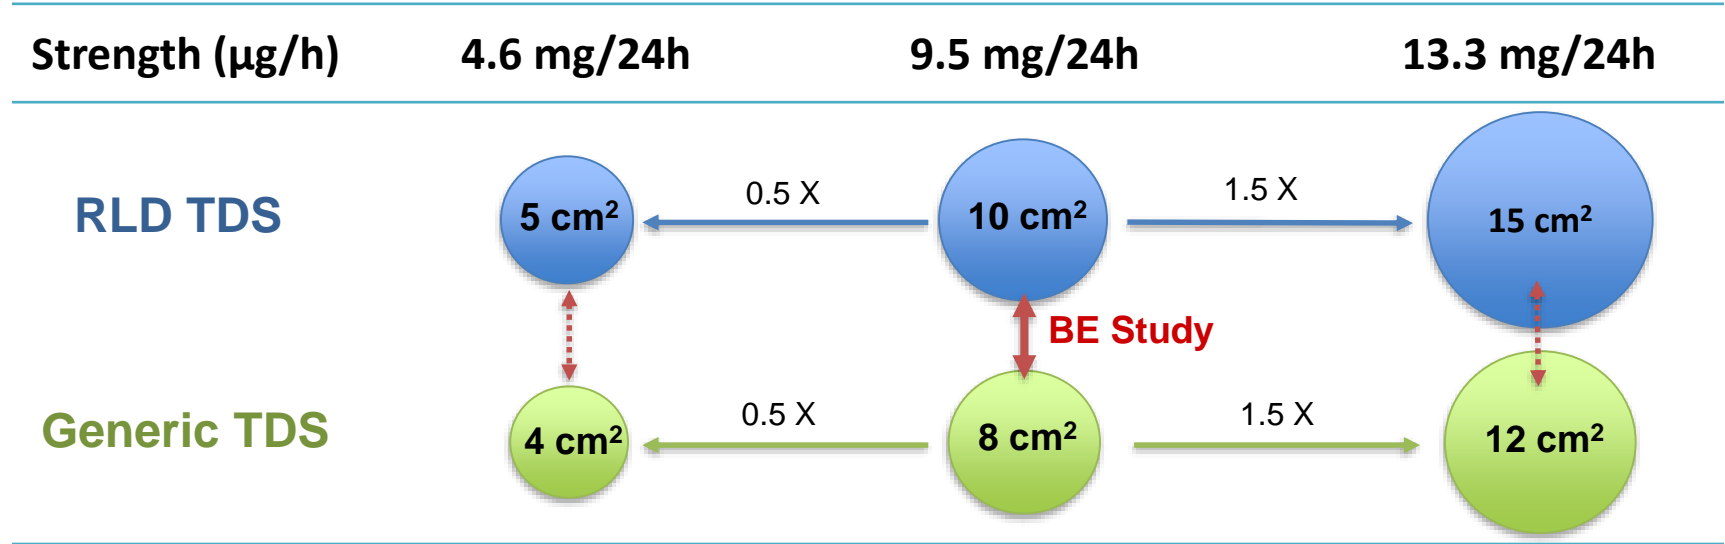 Strength (µg/h) 4.6 mg/24h 9.5 mg/24h 13.3 mg/24h
RLD TDS 5 cm² 0.5 X 10 cm² 1.5 X 15 cm²
BE Study
Generic TDS 4 cm² 0.5 X 8 cm² 1.5 X 12 cm²